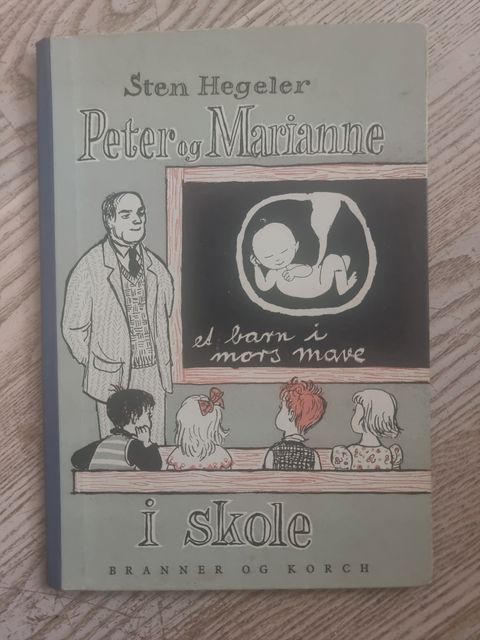 Sten Hegeler
Peter og Marianne
et barn i
mors mave
i skole
BRANNER OG KORCH